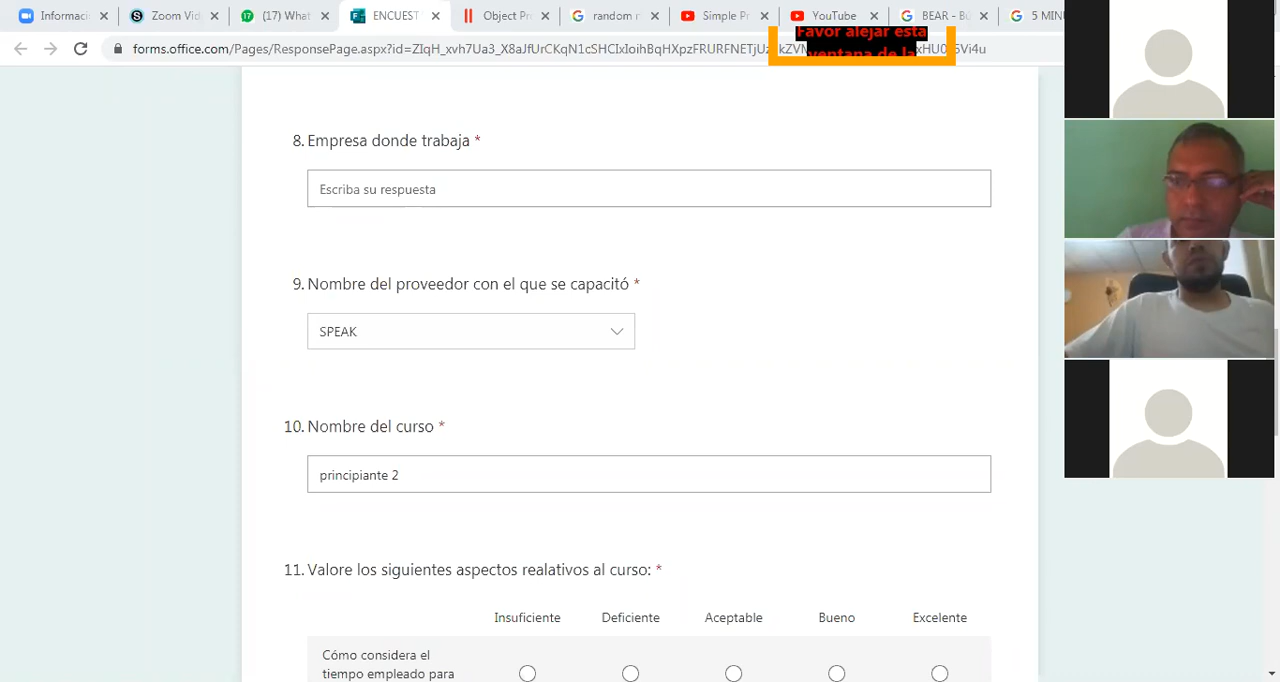 Informaci
Zoom Vid
(17) What
ENCUEST
Object Pr
random n
Simple Pr
YouTube
BEAR - Bú
5 MINU
forms.office.com/Pages/ResponsePage.aspx?id=
Favor alejar esta
ventana de la
8. Empresa donde trabaja *
Escriba su respuesta
9. Nombre del proveedor con el que se capacitó *
SPEAK
10. Nombre del curso *
principiante 2
11. Valore los siguientes aspectos realativos al curso: *
Insuficiente Deficiente Aceptable Bueno Excelente
Cómo considera el
tiempo empleado para